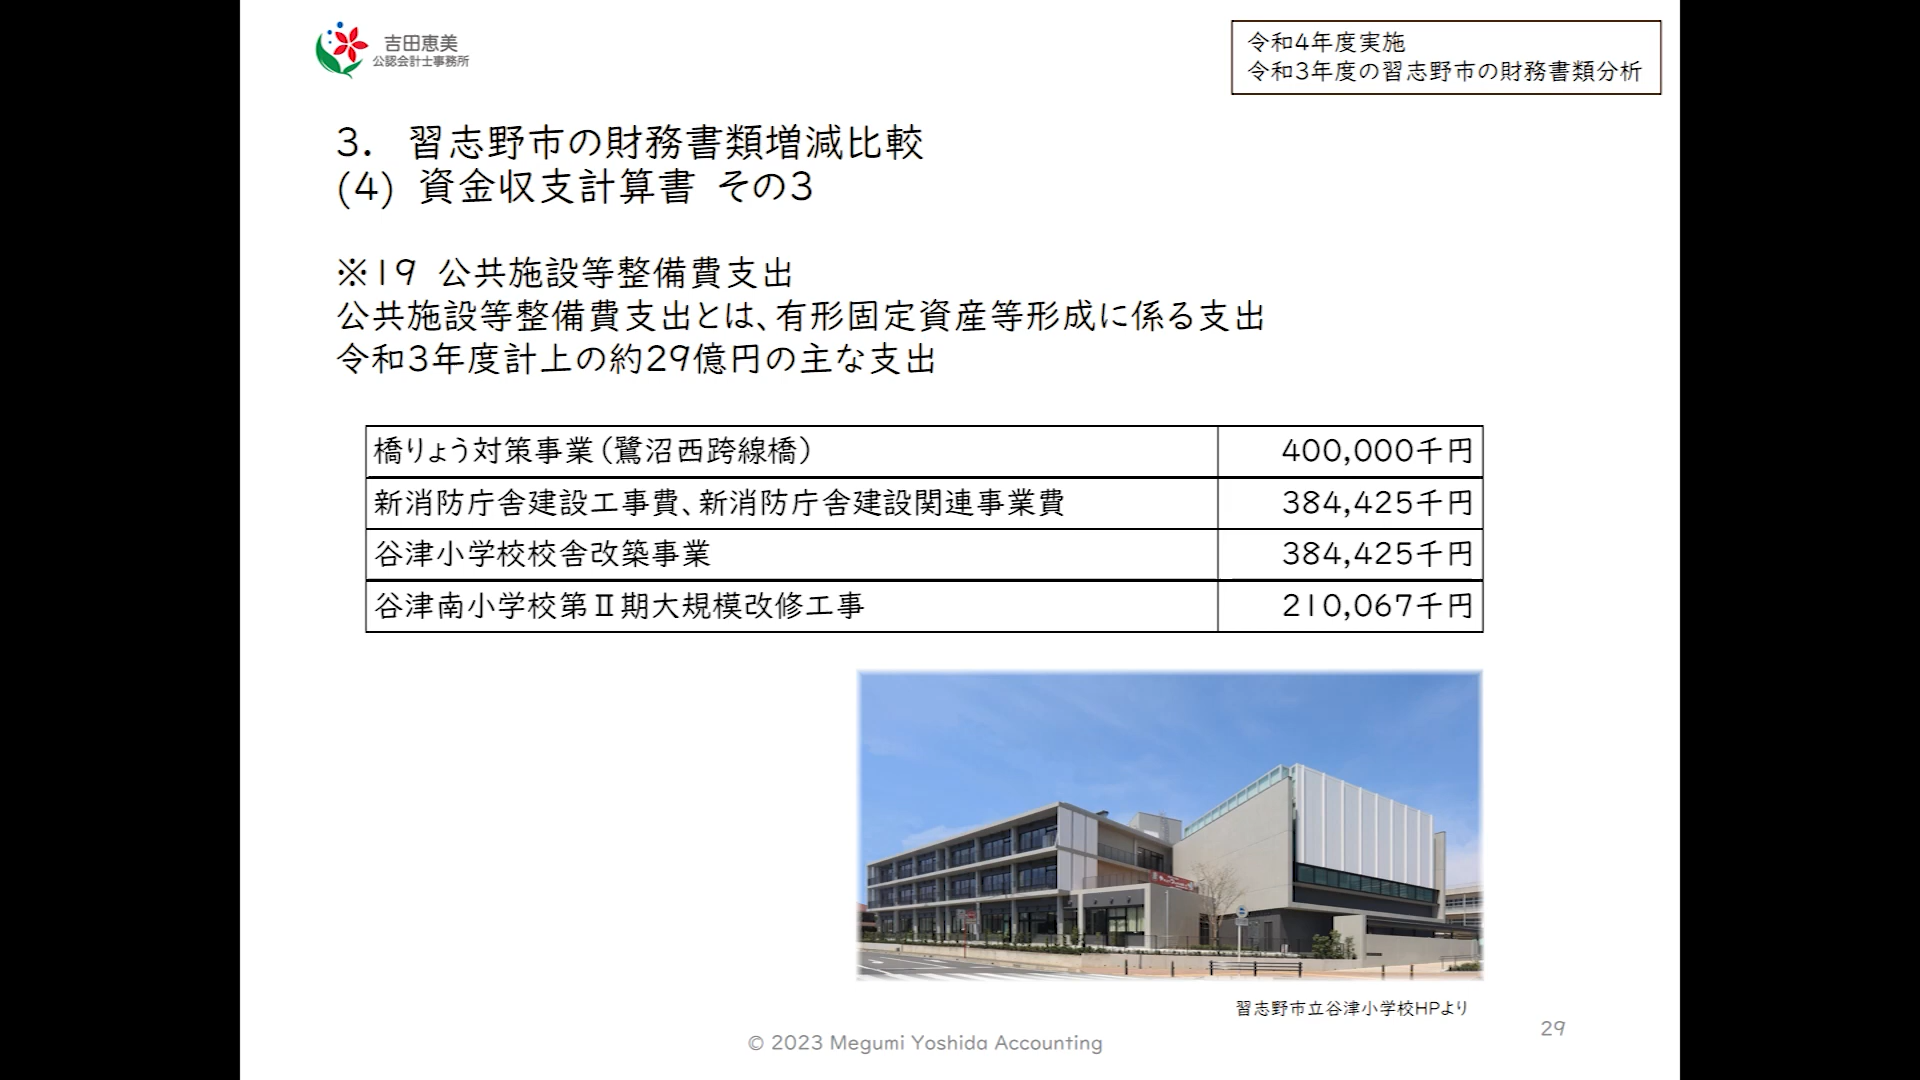 吉田恵美
公認会計士事務所
令和4年度実施
令和3年度の習志野市の財務書類分析
3. 習志野市の財務書類増減比較
(4) 資金収支計算書 その3
※19 公共施設等整備費支出
公共施設等整備費支出とは、有形固定資産等形成に係る支出
令和3年度計上の約29億円の主な支出
橋りょう対策事業(鷺沼西跨線橋) 400,000千円
新消防庁舎建設工事費、新消防庁舎建設関連事業費 384,425千円
谷津小学校校舎改築事業 384,425千円
谷津南小学校第Ⅱ期大規模改修工事 210,067千円
習志野市立谷津小学校HPより
© 2023 Megumi Yoshida Accounting
29